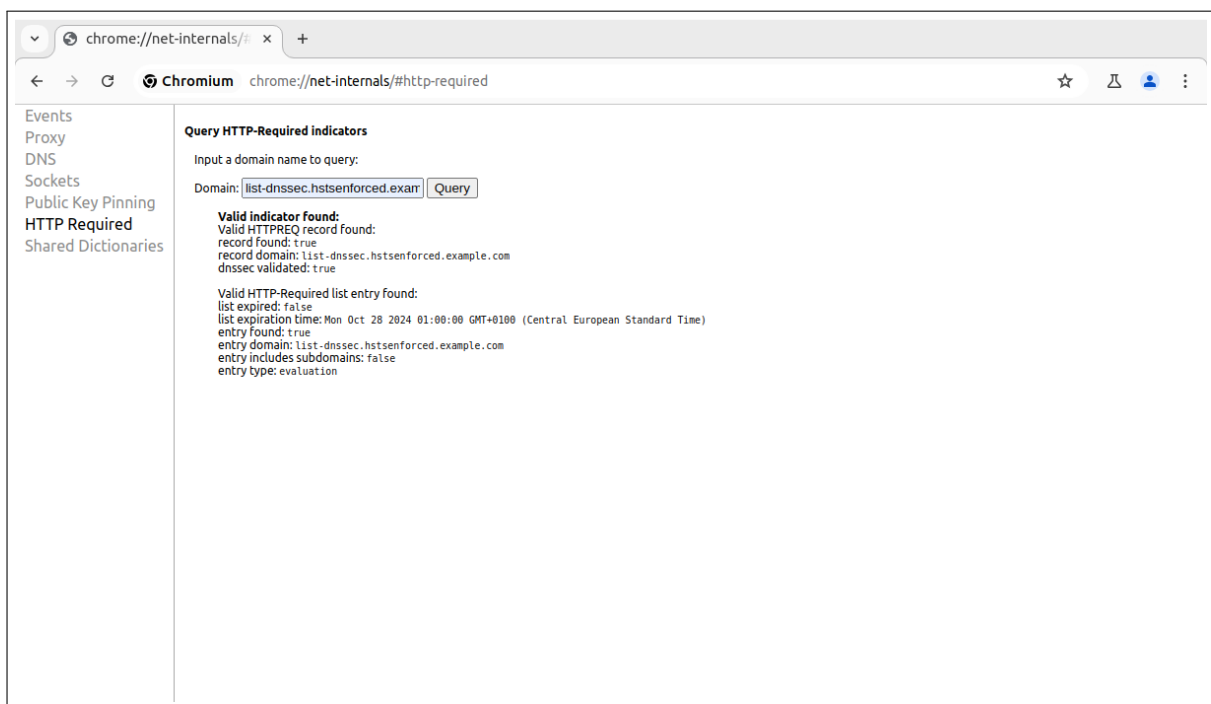 chrome://net-internals/#
Chromium chrome://net-internals/#http-required
Events
Proxy
DNS
Sockets
Public Key Pinning
HTTP Required
Shared Dictionaries
Query HTTP-Required indicators
Input a domain name to query:
Domain: list-dnssec.hstsenforced.exam Query
Valid indicator found:
Valid HTTPREQ record found:
record found: true
record domain: list-dnssec.hstsenforced.example.com
dnssec validated: true
Valid HTTP-Required list entry found:
list expired: false
list expiration time: Mon Oct 28 2024 01:00:00 GMT+0100 (Central European Standard Time)
entry found: true
entry domain: list-dnssec.hstsenforced.example.com
entry includes subdomains: false
entry type: evaluation